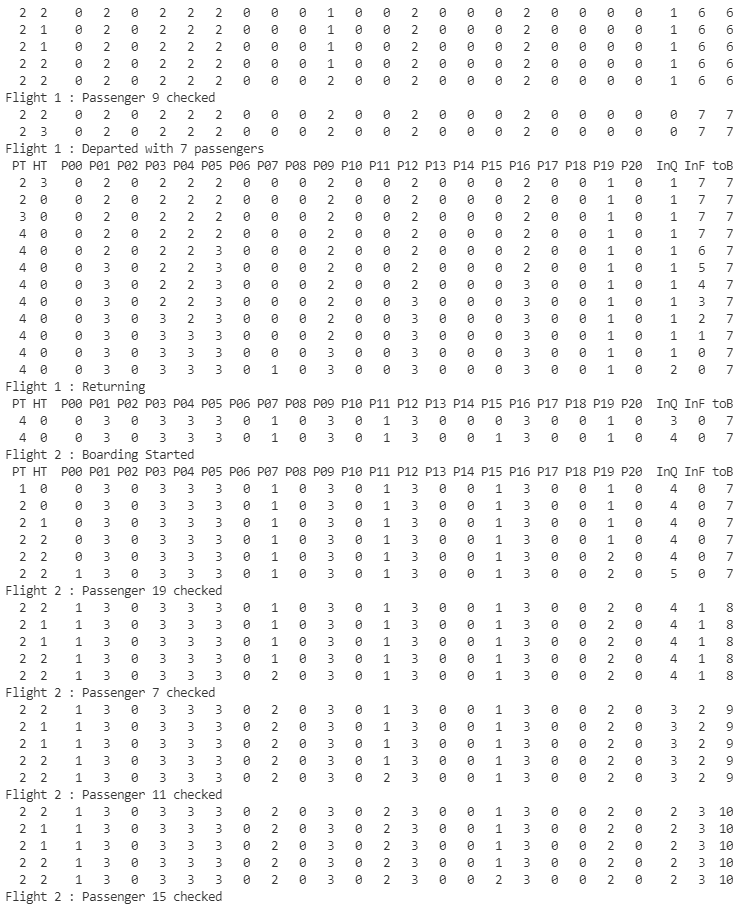 2 2 0 2 0 2 2 2 0 0 0 1 0 0 2 0 0 0 2 0 0 0 0 1 6 6
2 1 0 2 0 2 2 2 0 0 0 1 0 0 2 0 0 0 2 0 0 0 0 1 6 6
2 1 0 2 0 2 2 2 0 0 0 1 0 0 2 0 0 0 2 0 0 0 0 1 6 6
2 2 0 2 0 2 2 2 0 0 0 1 0 0 2 0 0 0 2 0 0 0 0 1 6 6
2 2 0 2 0 2 2 2 0 0 0 2 0 0 2 0 0 0 2 0 0 0 0 1 6 6
Flight 1 : Passenger 9 checked
2 2 0 2 0 2 2 2 0 0 0 2 0 0 2 0 0 0 2 0 0 0 0 0 7 7
2 3 0 2 0 2 2 2 0 0 0 2 0 0 2 0 0 0 2 0 0 0 0 0 7 7
Flight 1 : Departed with 7 passengers
PT HT P00 P01 P02 P03 P04 P05 P06 P07 P08 P09 P10 P11 P12 P13 P14 P15 P16 P17 P18 P19 P20 InQ InF toB
2 3 0 2 0 2 2 2 0 0 0 2 0 0 2 0 0 0 2 0 0 1 0 1 7 7
2 0 0 2 0 2 2 2 0 0 0 2 0 0 2 0 0 0 2 0 0 1 0 1 7 7
3 0 0 2 0 2 2 2 0 0 0 2 0 0 2 0 0 0 2 0 0 1 0 1 7 7
4 0 0 2 0 2 2 2 0 0 0 2 0 0 2 0 0 0 2 0 0 1 0 1 7 7
4 0 0 2 0 2 2 3 0 0 0 2 0 0 2 0 0 0 2 0 0 1 0 1 6 7
4 0 0 3 0 2 2 3 0 0 0 2 0 0 2 0 0 0 2 0 0 1 0 1 5 7
4 0 0 3 0 2 2 3 0 0 0 2 0 0 2 0 0 0 3 0 0 1 0 1 4 7
4 0 0 3 0 2 2 3 0 0 0 2 0 0 3 0 0 0 3 0 0 1 0 1 3 7
4 0 0 3 0 3 2 3 0 0 0 2 0 0 3 0 0 0 3 0 0 1 0 1 2 7
4 0 0 3 0 3 3 3 0 0 0 2 0 0 3 0 0 0 3 0 0 1 0 1 1 7
4 0 0 3 0 3 3 3 0 0 0 3 0 0 3 0 0 0 3 0 0 1 0 1 0 7
4 0 0 3 0 3 3 3 0 1 0 3 0 0 3 0 0 0 3 0 0 1 0 2 0 7
Flight 1 : Returning
PT HT P00 P01 P02 P03 P04 P05 P06 P07 P08 P09 P10 P11 P12 P13 P14 P15 P16 P17 P18 P19 P20 InQ InF toB
4 0 0 3 0 3 3 3 0 1 0 3 0 1 3 0 0 0 3 0 0 1 0 3 0 7
4 0 0 3 0 3 3 3 0 1 0 3 0 1 3 0 0 1 3 0 0 1 0 4 0 7
Flight 2 : Boarding Started
PT HT P00 P01 P02 P03 P04 P05 P06 P07 P08 P09 P10 P11 P12 P13 P14 P15 P16 P17 P18 P19 P20 InQ InF toB
1 0 0 3 0 3 3 3 0 1 0 3 0 1 3 0 0 1 3 0 0 1 0 4 0 7
2 0 0 3 0 3 3 3 0 1 0 3 0 1 3 0 0 1 3 0 0 1 0 4 0 7
2 1 0 3 0 3 3 3 0 1 0 3 0 1 3 0 0 1 3 0 0 1 0 4 0 7
2 2 0 3 0 3 3 3 0 1 0 3 0 1 3 0 0 1 3 0 0 1 0 4 0 7
2 2 0 3 0 3 3 3 0 1 0 3 0 1 3 0 0 1 3 0 0 2 0 4 0 7
2 2 1 3 0 3 3 3 0 1 0 3 0 1 3 0 0 1 3 0 0 2 0 5 0 7
Flight 2 : Passenger 19 checked
2 2 1 3 0 3 3 3 0 1 0 3 0 1 3 0 0 1 3 0 0 2 0 4 1 8
2 1 1 3 0 3 3 3 0 1 0 3 0 1 3 0 0 1 3 0 0 2 0 4 1 8
2 1 1 3 0 3 3 3 0 1 0 3 0 1 3 0 0 1 3 0 0 2 0 4 1 8
2 2 1 3 0 3 3 3 0 1 0 3 0 1 3 0 0 1 3 0 0 2 0 4 1 8
2 2 1 3 0 3 3 3 0 2 0 3 0 1 3 0 0 1 3 0 0 2 0 4 1 8
Flight 2 : Passenger 7 checked
2 2 1 3 0 3 3 3 0 2 0 3 0 1 3 0 0 1 3 0 0 2 0 3 2 9
2 1 1 3 0 3 3 3 0 2 0 3 0 1 3 0 0 1 3 0 0 2 0 3 2 9
2 1 1 3 0 3 3 3 0 2 0 3 0 1 3 0 0 1 3 0 0 2 0 3 2 9
2 2 1 3 0 3 3 3 0 2 0 3 0 1 3 0 0 1 3 0 0 2 0 3 2 9
2 2 1 3 0 3 3 3 0 2 0 3 0 2 3 0 0 1 3 0 0 2 0 3 2 9
Flight 2 : Passenger 11 checked
2 2 1 3 0 3 3 3 0 2 0 3 0 2 3 0 0 1 3 0 0 2 0 2 3 10
2 1 1 3 0 3 3 3 0 2 0 3 0 2 3 0 0 1 3 0 0 2 0 2 3 10
2 1 1 3 0 3 3 3 0 2 0 3 0 2 3 0 0 1 3 0 0 2 0 2 3 10
2 2 1 3 0 3 3 3 0 2 0 3 0 2 3 0 0 1 3 0 0 2 0 2 3 10
2 2 1 3 0 3 3 3 0 2 0 3 0 2 3 0 0 2 3 0 0 2 0 2 3 10
Flight 2 : Passenger 15 checked